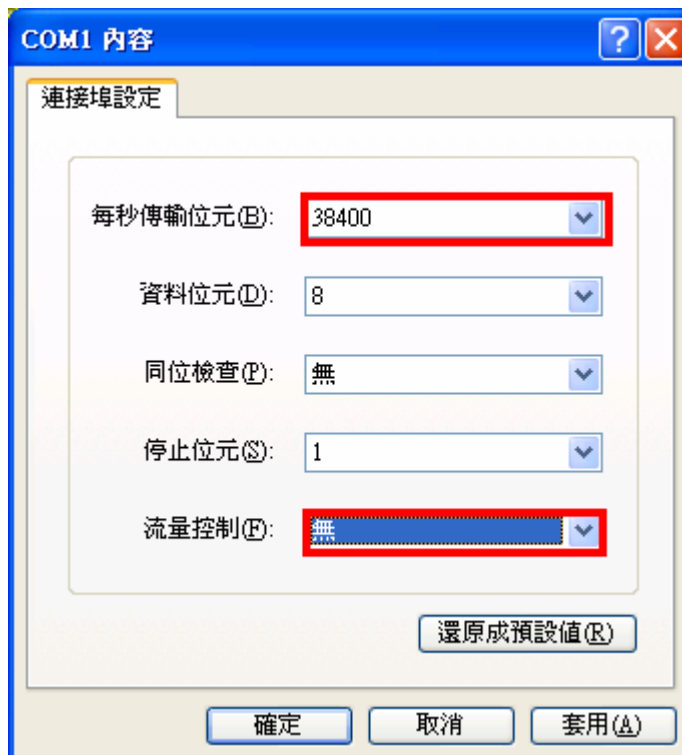 COM1 內容
連接埠設定
每秒傳輸位元(B): 38400
資料位元(D): 8
同位檢查(P): 無
停止位元(S): 1
流量控制(F): 無
還原成預設值(R)
確定 取消 套用(A)